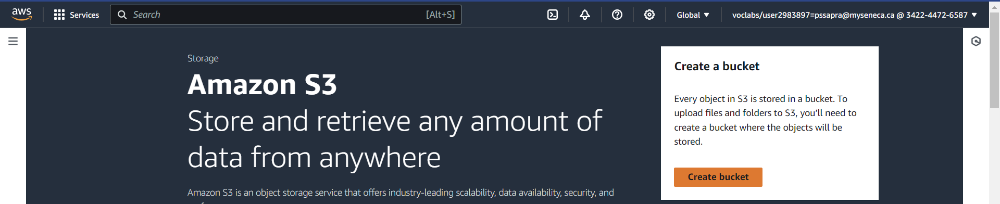 aws
Services
Search [Alt+S]
Global
voclabs/user2983897=pssapra@myseneca.ca @ 3422-4472-6587
Storage
Amazon S3
Store and retrieve any amount of
data from anywhere
Amazon S3 is an object storage service that offers industry-leading scalability, data availability, security, and
Create a bucket
Every object in S3 is stored in a bucket. To
upload files and folders to S3, you’ll need to
create a bucket where the objects will be
stored.
Create bucket